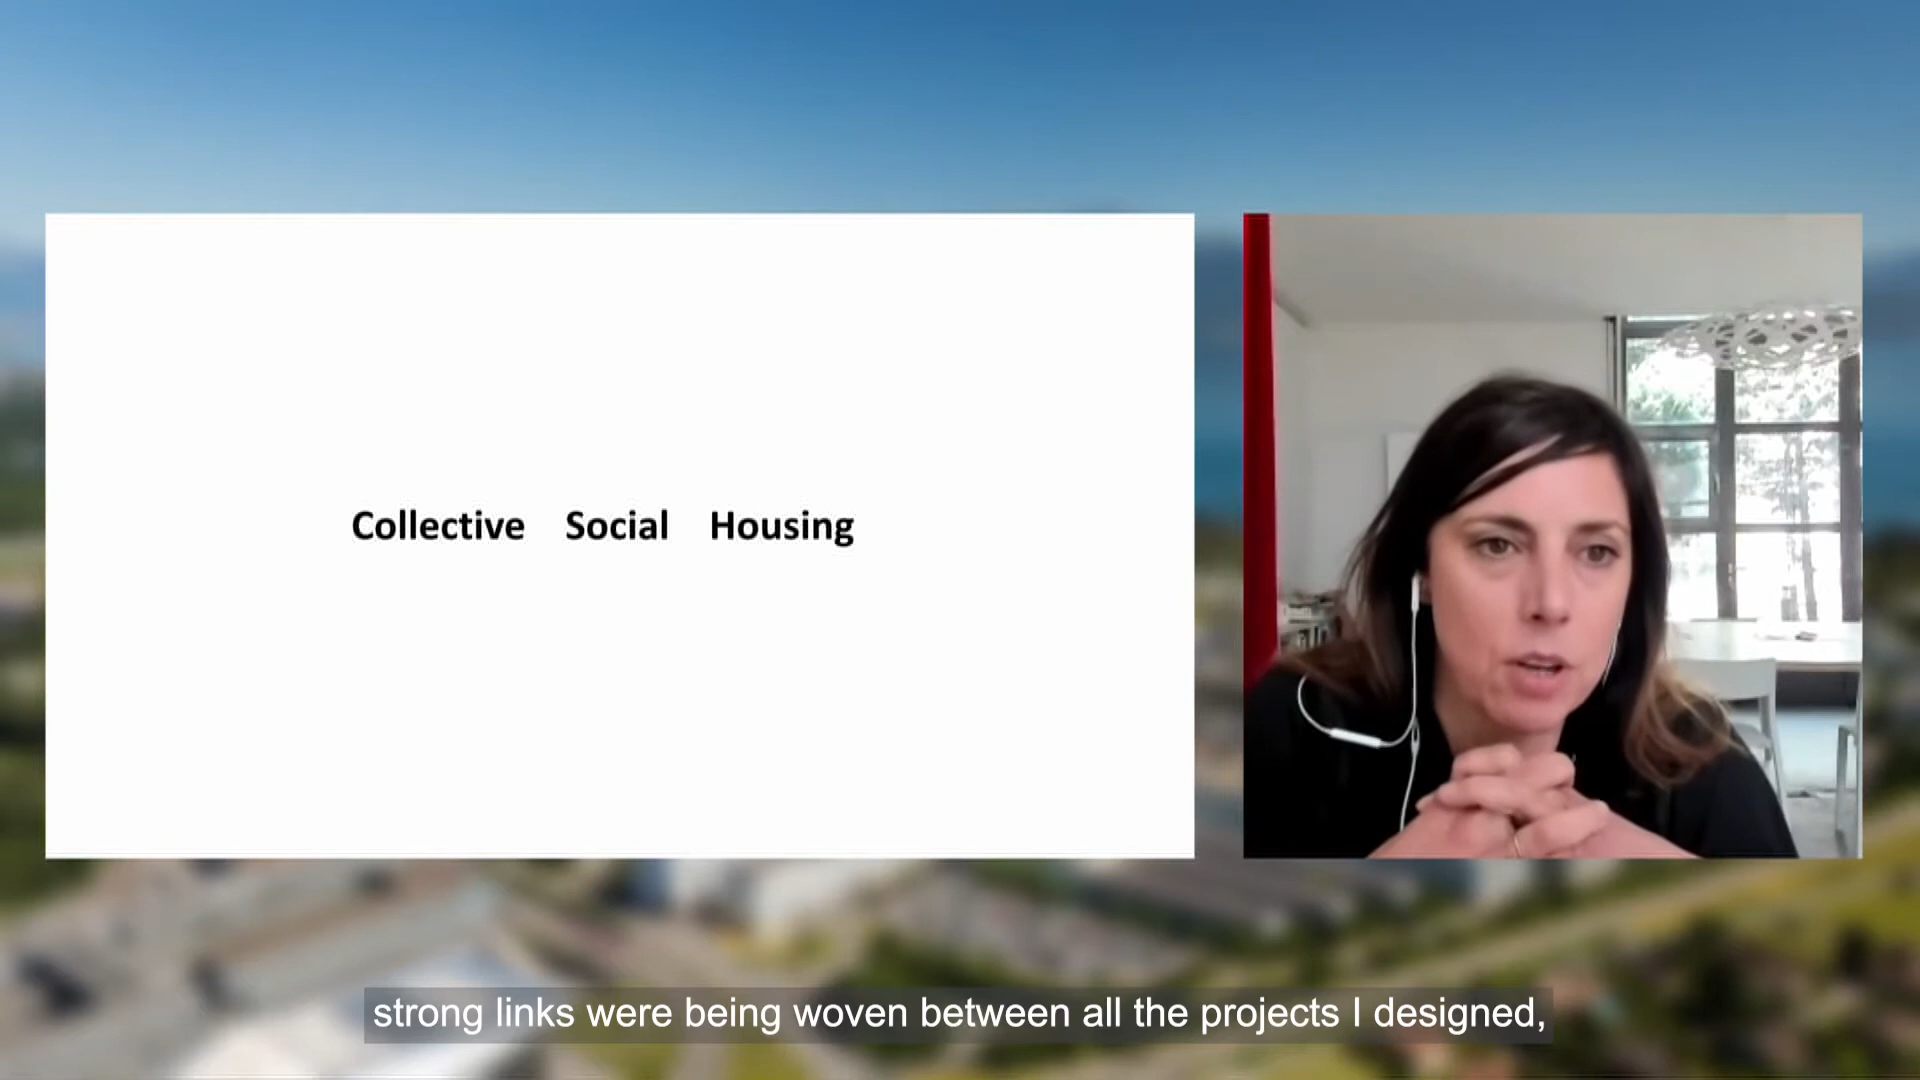 Collective Social Housing
strong links were being woven between all the projects I designed,